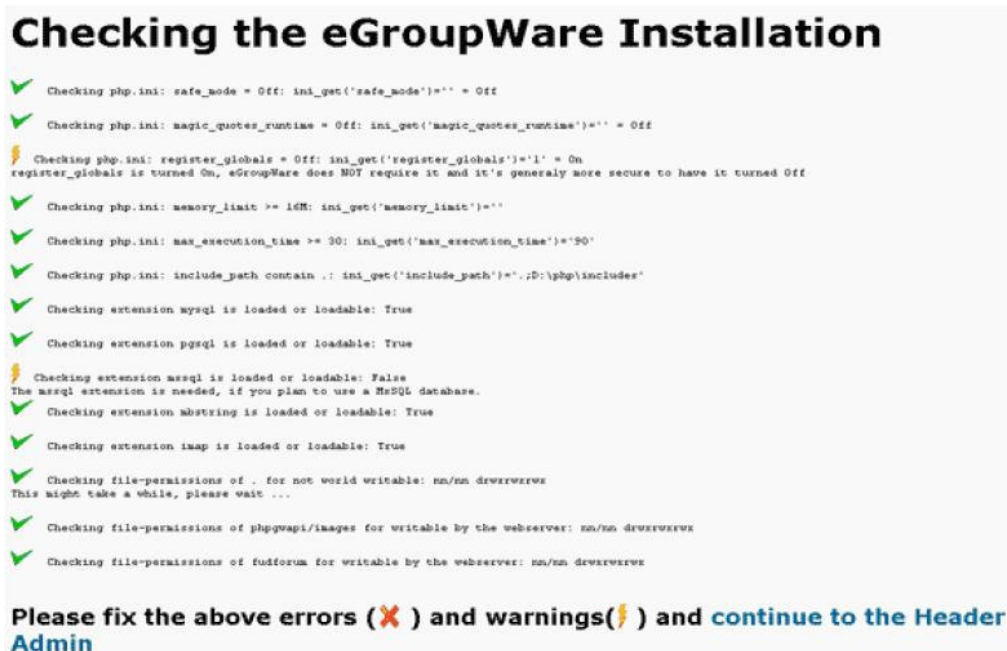 Checking the eGroupWare Installation
Checking php.ini: safe_mode = Off: ini_get('safe_mode')='' = Off
Checking php.ini: magic_quotes_runtime = Off: ini_get('magic_quotes_runtime')='' = Off
Checking php.ini: register_globals = Off: ini_get('register_globals')='1' = On
register_globals is turned On, eGroupWare does NOT require it and it's generaly more secure to have it turned Off
Checking php.ini: memory_limit >= 16M: ini_get('memory_limit')=''
Checking php.ini: max_execution_time >= 30: ini_get('max_execution_time')='90'
Checking php.ini: include_path contain .: ini_get('include_path')='.;D:\php\includes'
Checking extension mysql is loaded or loadable: True
Checking extension pgsql is loaded or loadable: True
Checking extension mssql is loaded or loadable: False
The mssql extension is needed, if you plan to use a MsSQL database.
Checking extension mbstring is loaded or loadable: True
Checking extension imap is loaded or loadable: True
Checking file-permissions of . for not world writable: nn/nn drwxrwxrwx
This might take a while, please wait ...
Checking file-permissions of phpgwapi/images for writable by the webserver: nn/nn drwxrwxrwx
Checking file-permissions of fudforum for writable by the webserver: nn/nn drwxrwxrwx
Please fix the above errors ( ) and warnings( ) and continue to the Header
Admin